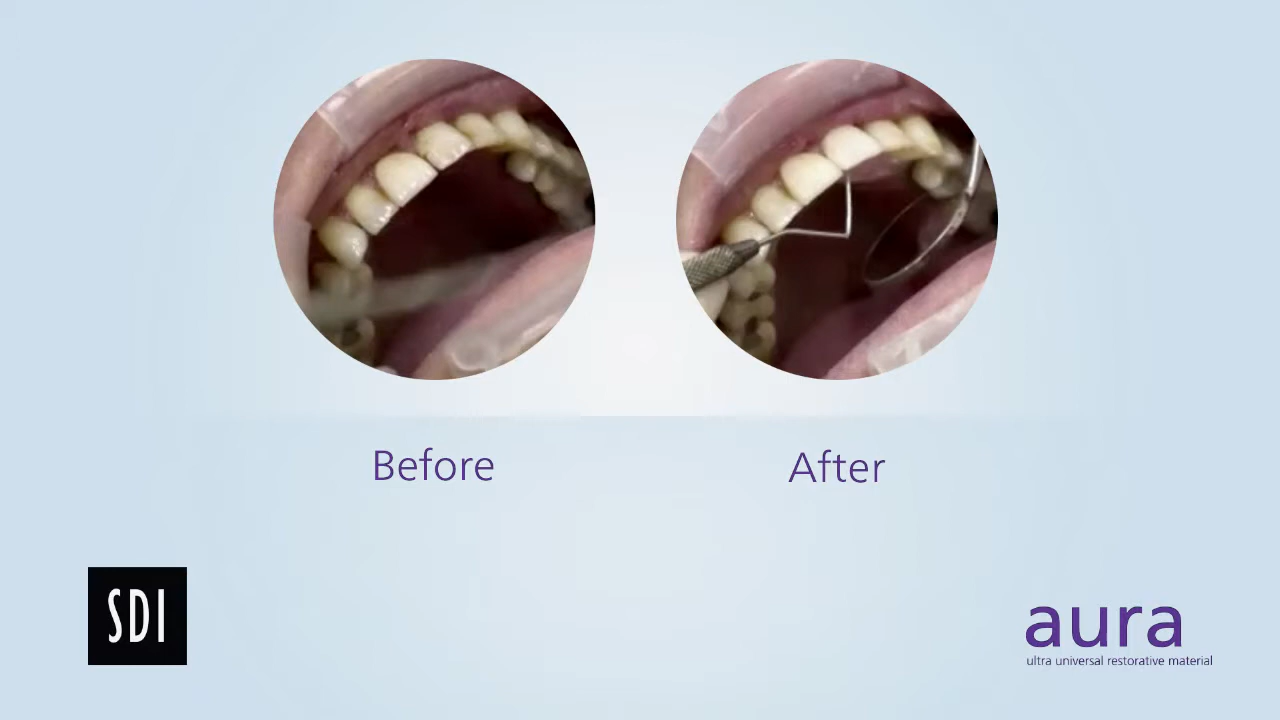 Before
After
SDI
aura
ultra universal restorative material